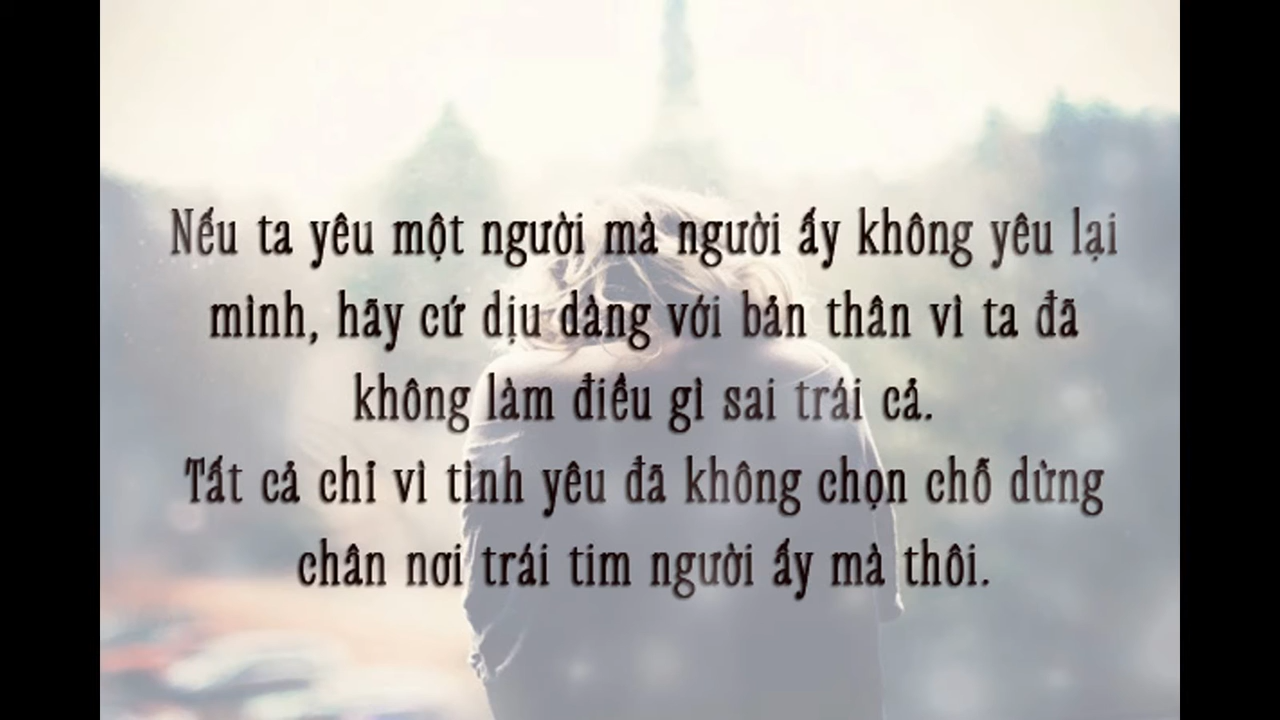 Nếu ta yêu một người mà người ấy không yêu lại
mình, hãy cứ dịu dàng với bản thân vì ta đã
không làm điều gì sai trái cả.
Tất cả chỉ vì tình yêu đã không chọn chỗ dừng
chân nơi trái tim người ấy mà thôi.